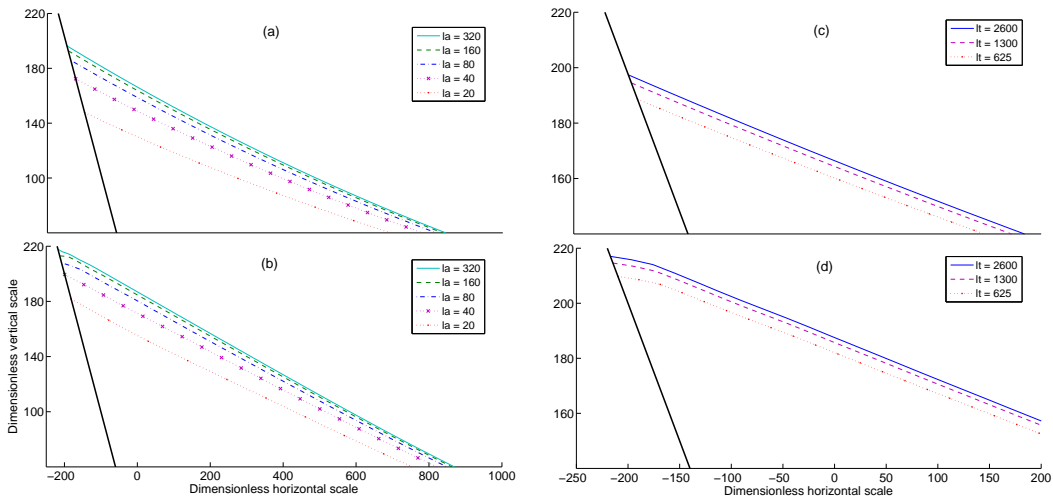 (a)
220
180
140
100
la = 320
la = 160
la = 80
la = 40
la = 20
(b)
220
180
140
100
la = 320
la = 160
la = 80
la = 40
la = 20
−200
0
200
400
600
800
1000
Dimensionless horizontal scale
Dimensionless vertical scale
(c)
220
200
180
160
lt = 2600
lt = 1300
lt = 625
(d)
220
200
180
160
lt = 2600
lt = 1300
lt = 625
−250
−200
−150
−100
−50
0
50
100
150
200
Dimensionless horizontal scale